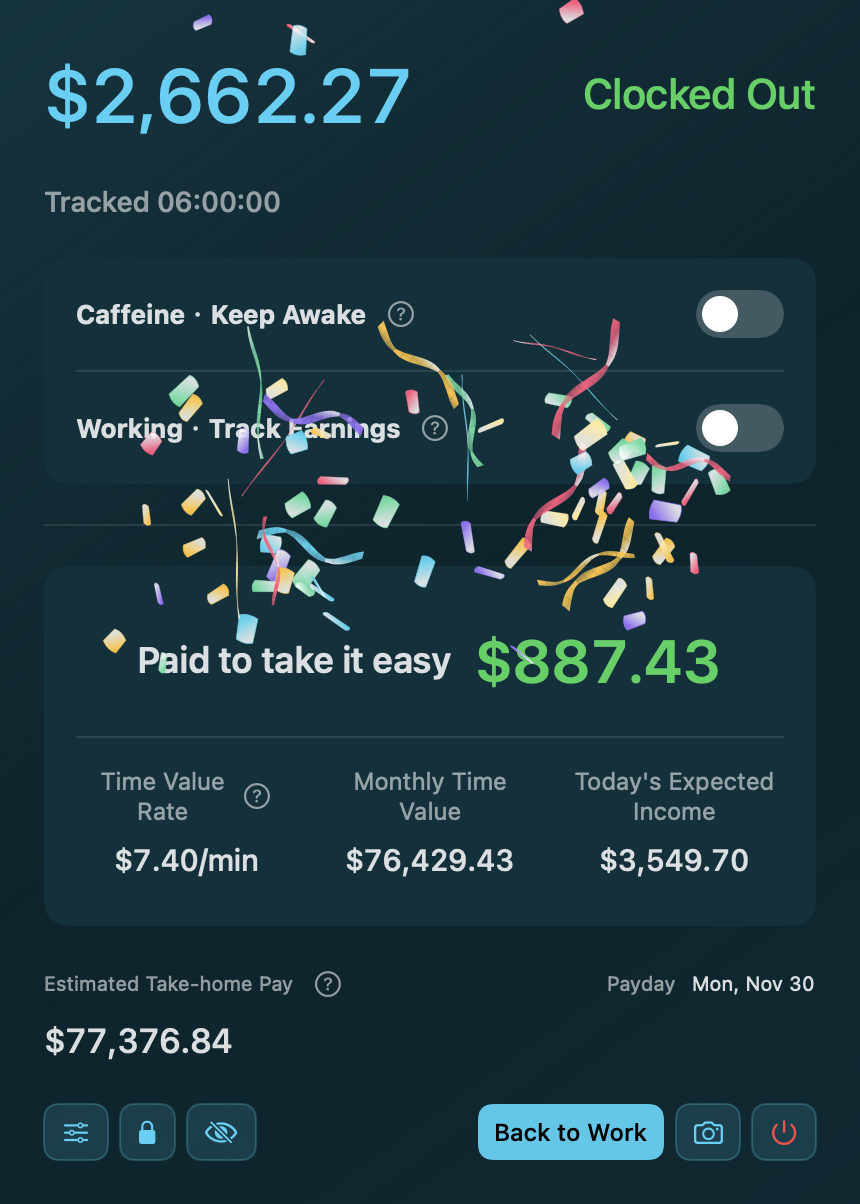 $2,662.27
Clocked Out
Tracked 06:00:00
Caffeine · Keep Awake ?
Working · Track Earnings ?
Paid to take it easy $887.43
Time Value Rate ?
$7.40/min
Monthly Time Value
$76,429.43
Today's Expected Income
$3,549.70
Estimated Take-home Pay ?
Payday Mon, Nov 30
$77,376.84
Back to Work